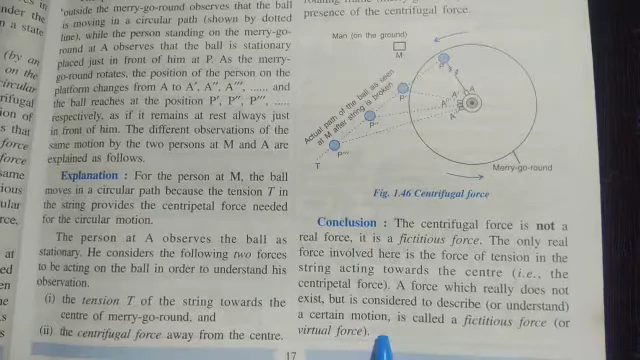 "outside the merry-go-round observes that the ball
is moving in a circular path (shown by dotted
line), while the person standing on the merry-go-
round at A observes that the ball is stationary
placed just in front of him at P. As the merry-
go-round rotates, the position of the person on the
platform changes from A to A′, A″, A‴, ...... and
the ball reaches at the position P′, P″, P‴, ....
respectively, as if it remains at rest always just
in front of him. The different observations of the
same motion by the two persons at M and A are
explained as follows.
Explanation : For the person at M, the ball
moves in a circular path because the tension T in
the string provides the centripetal force needed
for the circular motion.
The person at A observes the ball as
stationary. He considers the following two forces
to be acting on the ball in order to understand his
observation.
(i) the tension T of the string towards the
centre of merry-go-round, and
(ii) the centrifugal force away from the centre.
presence of the centrifugal force.
Man (on the ground)
M
Actual path of the ball as seen
at M after string is broken
P
P′
P″
P‴
T
A
A′
A″
Merry-go-round
Fig. 1.46 Centrifugal force
Conclusion : The centrifugal force is not a
real force, it is a fictitious force. The only real
force involved here is the force of tension in the
string acting towards the centre (i.e., the
centripetal force). A force which really does not
exist, but is considered to describe (or understand)
a certain motion, is called a fictitious force (or
virtual force).
17